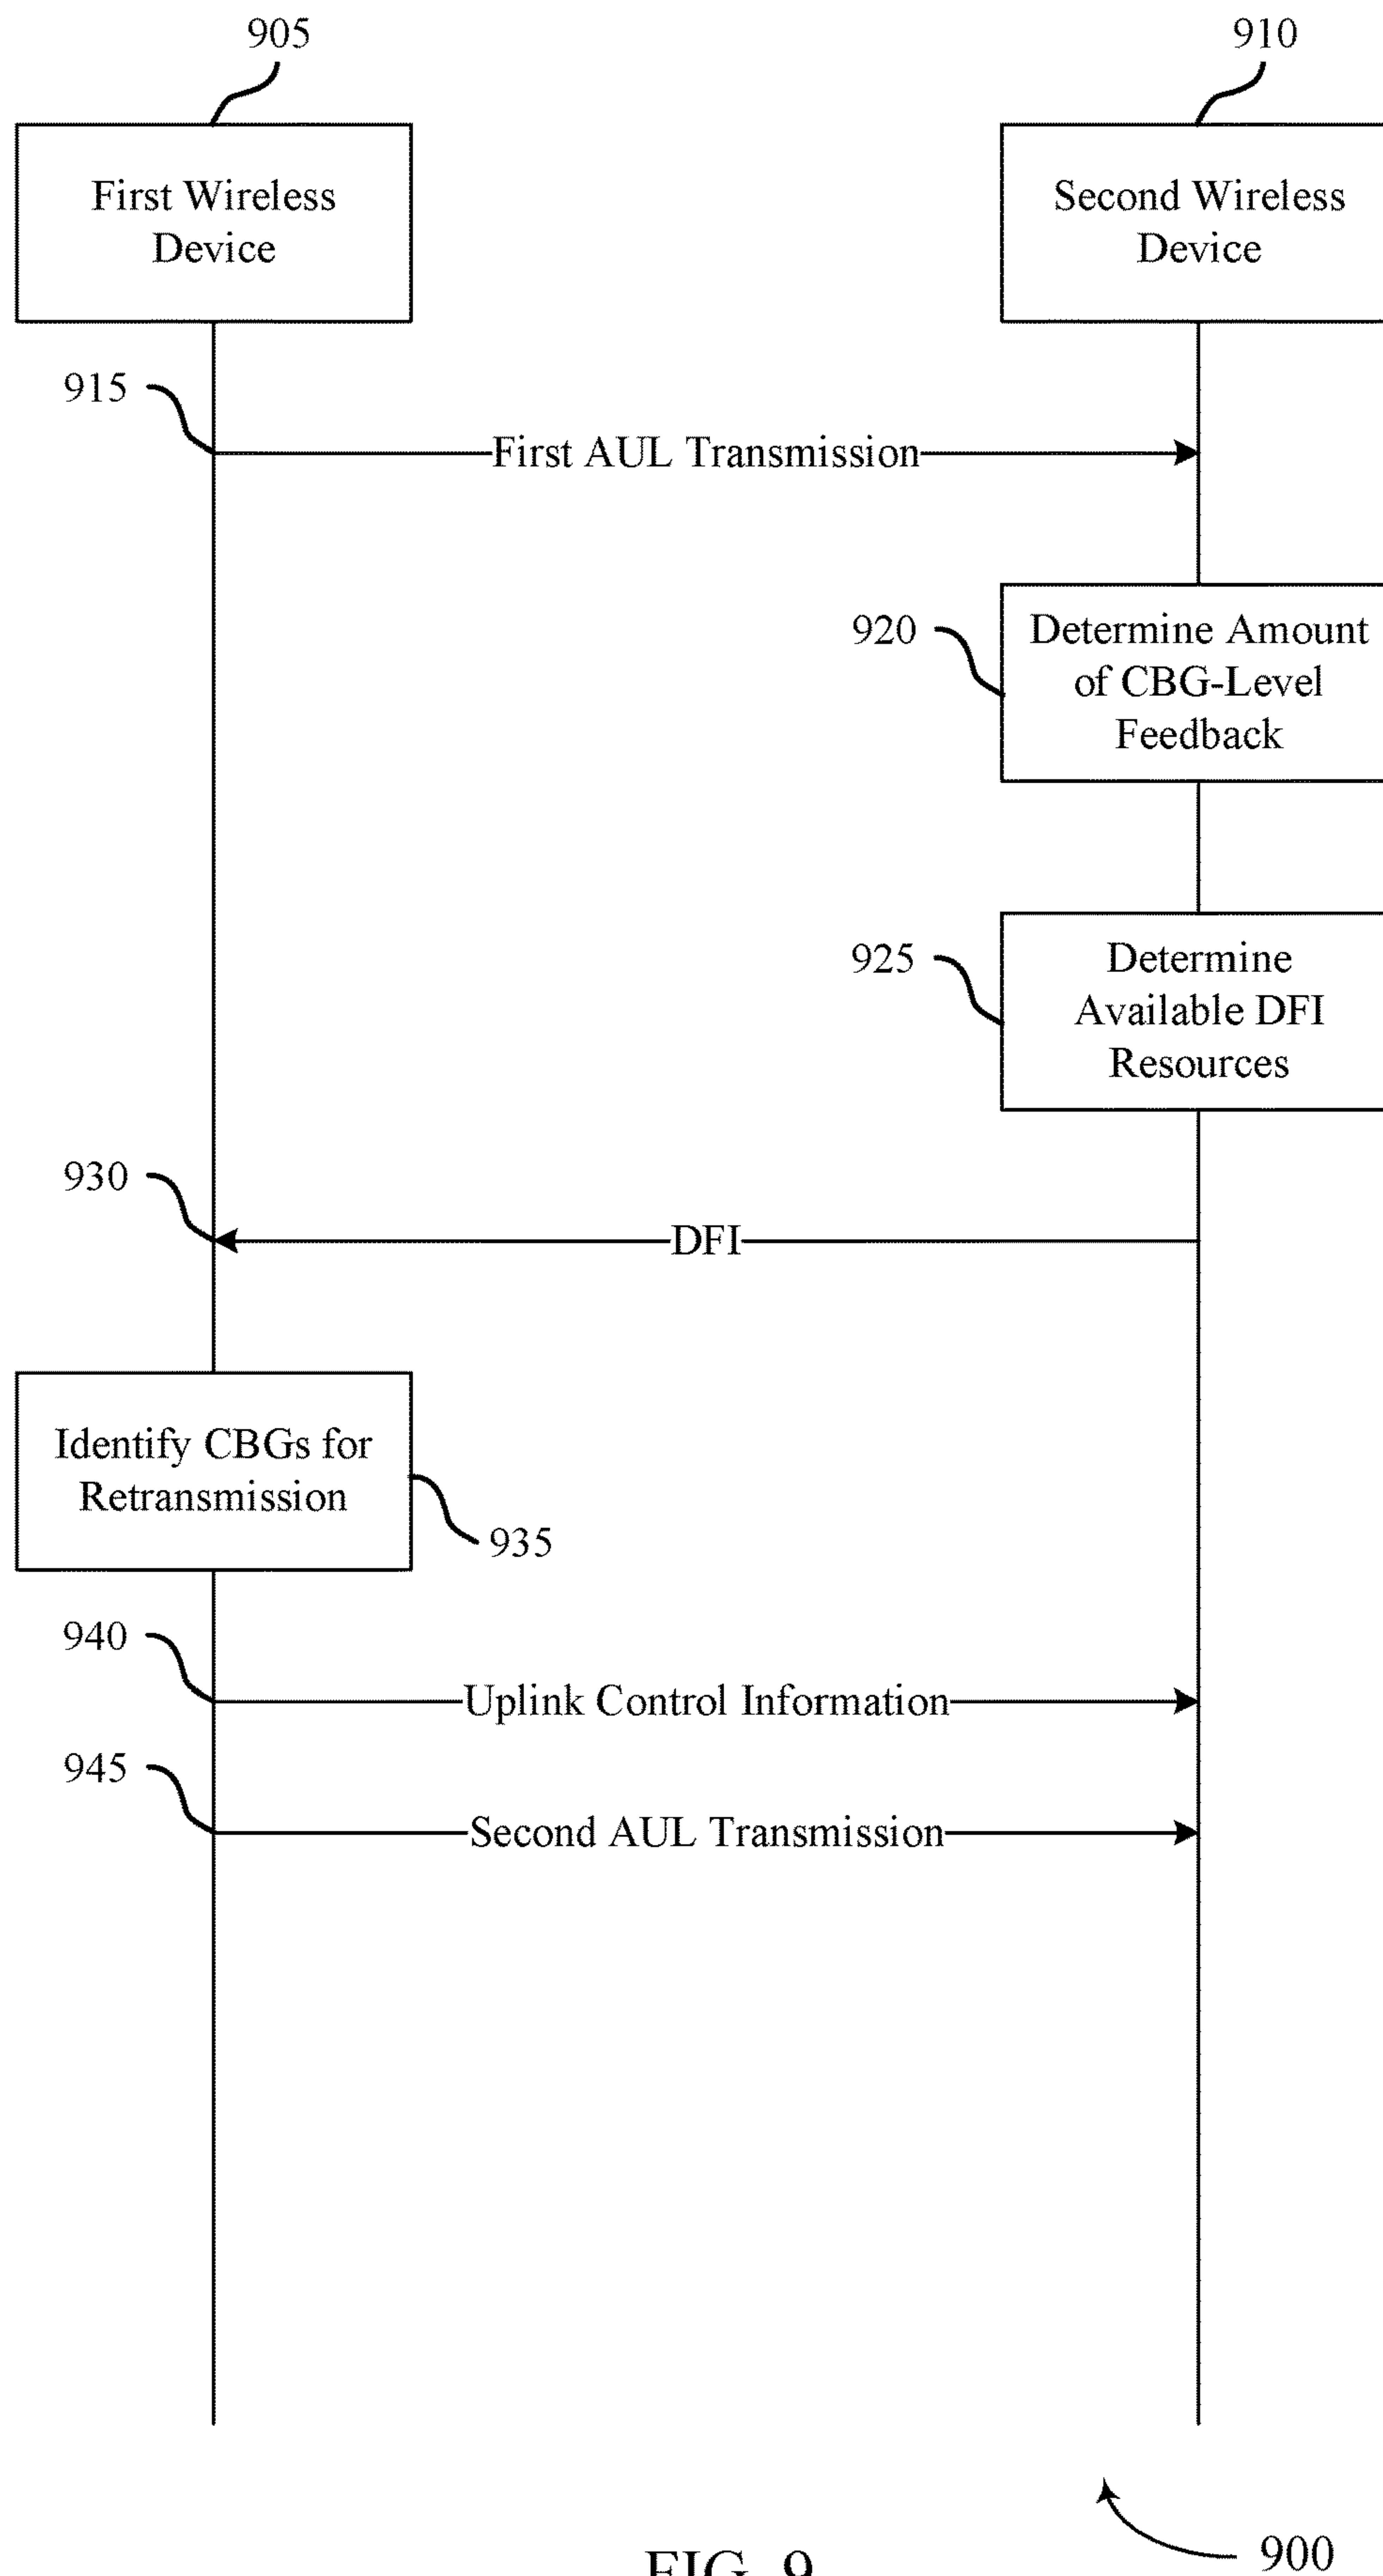 905
910
First Wireless
Device
Second Wireless
Device
915
First AUL Transmission
920
Determine Amount
of CBG-Level
Feedback
925
Determine
Available DFI
Resources
930
DFI
Identify CBGs for
Retransmission
935
940
Uplink Control Information
945
Second AUL Transmission
900
FIG. 9